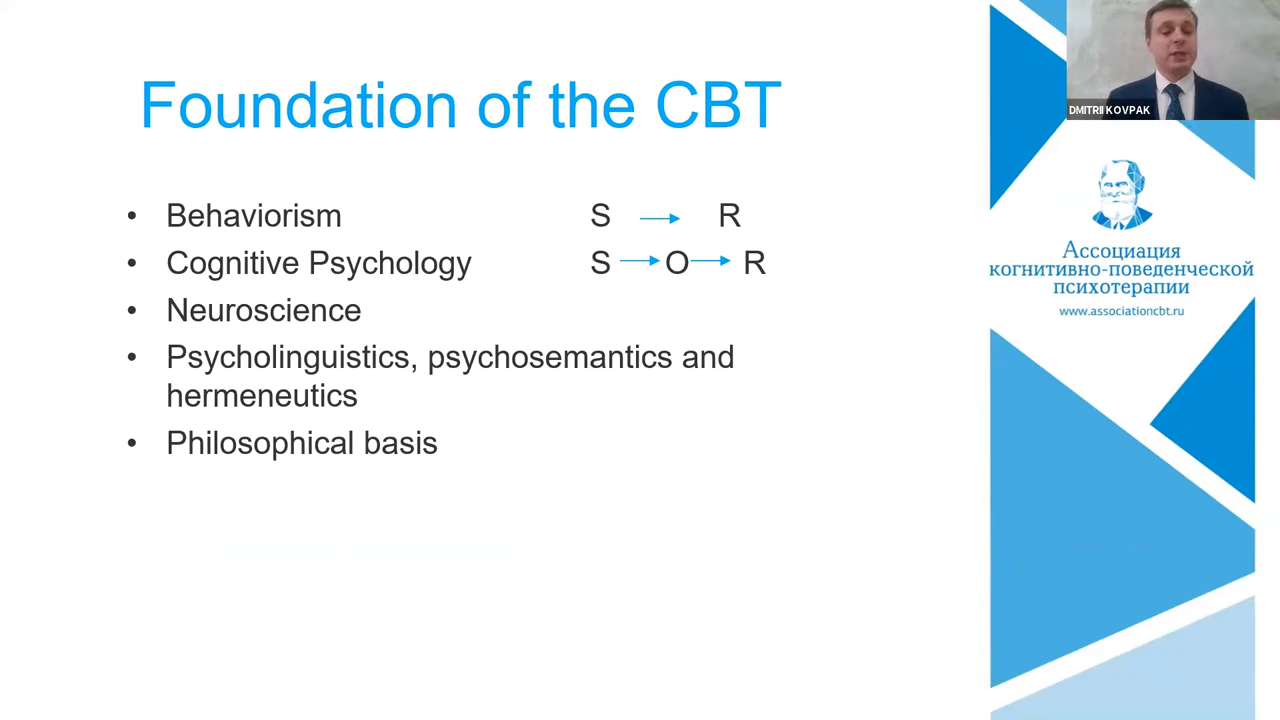 Foundation of the CBT
• Behaviorism S → R
• Cognitive Psychology S → O → R
• Neuroscience
• Psycholinguistics, psychosemantics and
hermeneutics
• Philosophical basis
DMITRII KOVPAK
Ассоциация
когнитивно-поведенческой
психотерапии
www.associationcbt.ru